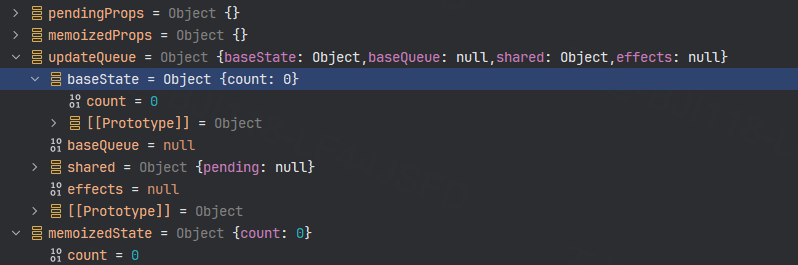 pendingProps = Object {}
memoizedProps = Object {}
updateQueue = Object {baseState: Object,baseQueue: null,shared: Object,effects: null}
baseState = Object {count: 0}
count = 0
[[Prototype]] = Object
baseQueue = null
shared = Object {pending: null}
effects = null
[[Prototype]] = Object
memoizedState = Object {count: 0}
count = 0